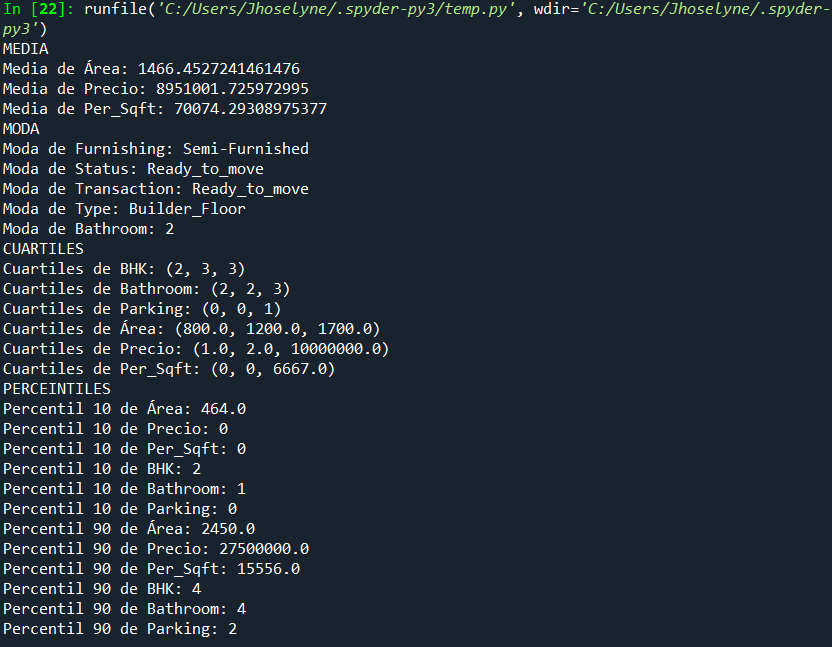 In [22]: runfile('C:/Users/Jhoselyne/.spyder-py3/temp.py', wdir='C:/Users/Jhoselyne/.spyder-
py3')
MEDIA
Media de Área: 1466.4527241461476
Media de Precio: 8951001.725972995
Media de Per_Sqft: 70074.29308975377
MODA
Moda de Furnishing: Semi-Furnished
Moda de Status: Ready_to_move
Moda de Transaction: Ready_to_move
Moda de Type: Builder_Floor
Moda de Bathroom: 2
CUARTILES
Cuartiles de BHK: (2, 3, 3)
Cuartiles de Bathroom: (2, 2, 3)
Cuartiles de Parking: (0, 0, 1)
Cuartiles de Área: (800.0, 1200.0, 1700.0)
Cuartiles de Precio: (1.0, 2.0, 10000000.0)
Cuartiles de Per_Sqft: (0, 0, 6667.0)
PERCEINTILES
Percentil 10 de Área: 464.0
Percentil 10 de Precio: 0
Percentil 10 de Per_Sqft: 0
Percentil 10 de BHK: 2
Percentil 10 de Bathroom: 1
Percentil 10 de Parking: 0
Percentil 90 de Área: 2450.0
Percentil 90 de Precio: 27500000.0
Percentil 90 de Per_Sqft: 15556.0
Percentil 90 de BHK: 4
Percentil 90 de Bathroom: 4
Percentil 90 de Parking: 2